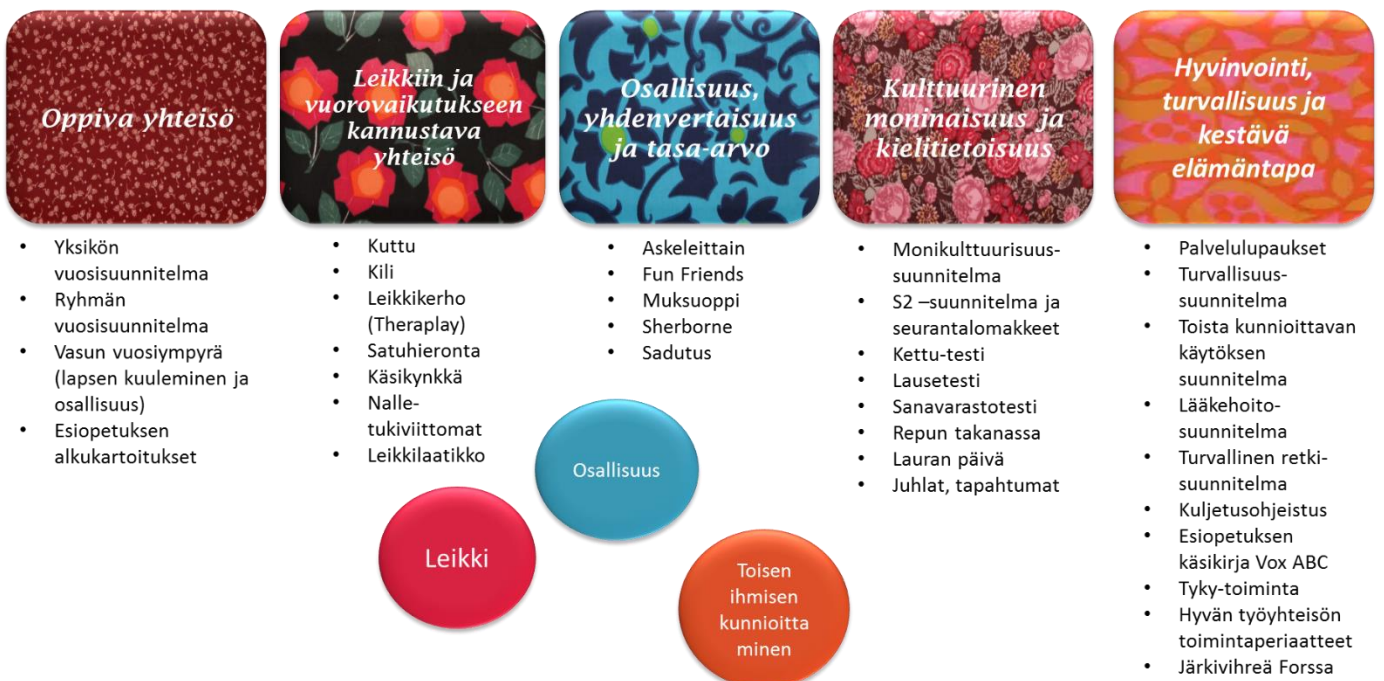 Oppiva yhteisö
• Yksikön
vuosisuunnitelma
• Ryhmän
vuosisuunnitelma
• Vasun vuosiympyrä
(lapsen kuuleminen ja
osallisuus)
• Esiopetuksen
alkukartoitukset
Leikkiin ja
vuorovaikutukseen
kannustava
yhteisö
• Kuttu
• Kili
• Leikkikerho
(Theraplay)
• Satuhieronta
• Käsikynkkä
• Nalle-
tukiviittomat
• Leikkilaatikko
Osallisuus,
yhdenvertaisuus
ja tasa-arvo
• Askeleittain
• Fun Friends
• Muksuoppi
• Sherborne
• Sadutus
Kulttuurinen
moninaisuus ja
kielitietoisuus
• Monikulttuurisuus-
suunnitelma
• S2 –suunnitelma ja
seurantalomakkeet
• Kettu-testi
• Lausetesti
• Sanavarastotesti
• Repun takanassa
• Lauran päivä
• Juhlat, tapahtumat
Hyvinvointi,
turvallisuus ja
kestävä
elämäntapa
• Palvelulupaukset
• Turvallisuus-
suunnitelma
• Toista kunnioittavan
käytöksen
suunnitelma
• Lääkehoito-
suunnitelma
• Turvallinen retki-
suunnitelma
• Kuljetusohjeistus
• Esiopetuksen
käsikirja Vox ABC
• Tyky-toiminta
• Hyvän työyhteisön
toimintaperiaatteet
• Järkivihreä Forssa
Leikki
Osallisuus
Toisen
ihmisen
kunnioitta
minen